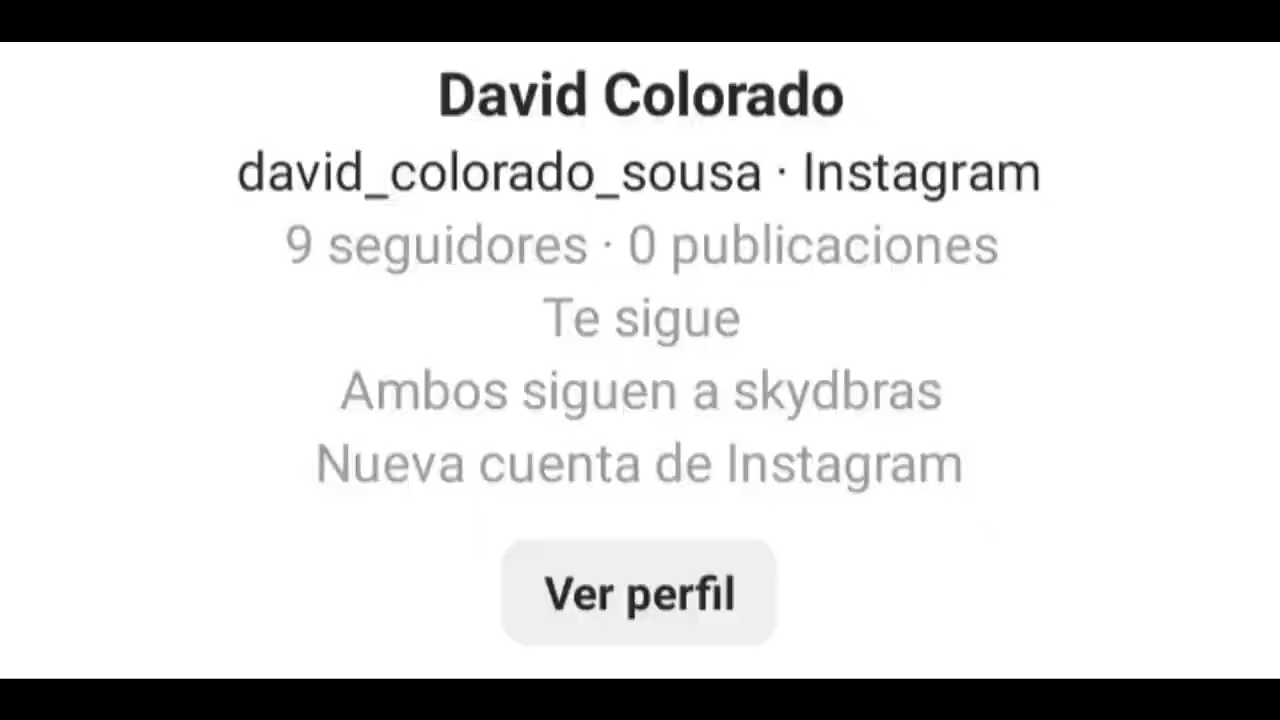 David Colorado
david_colorado_sousa · Instagram
9 seguidores · 0 publicaciones
Te sigue
Ambos siguen a skydbras
Nueva cuenta de Instagram
Ver perfil